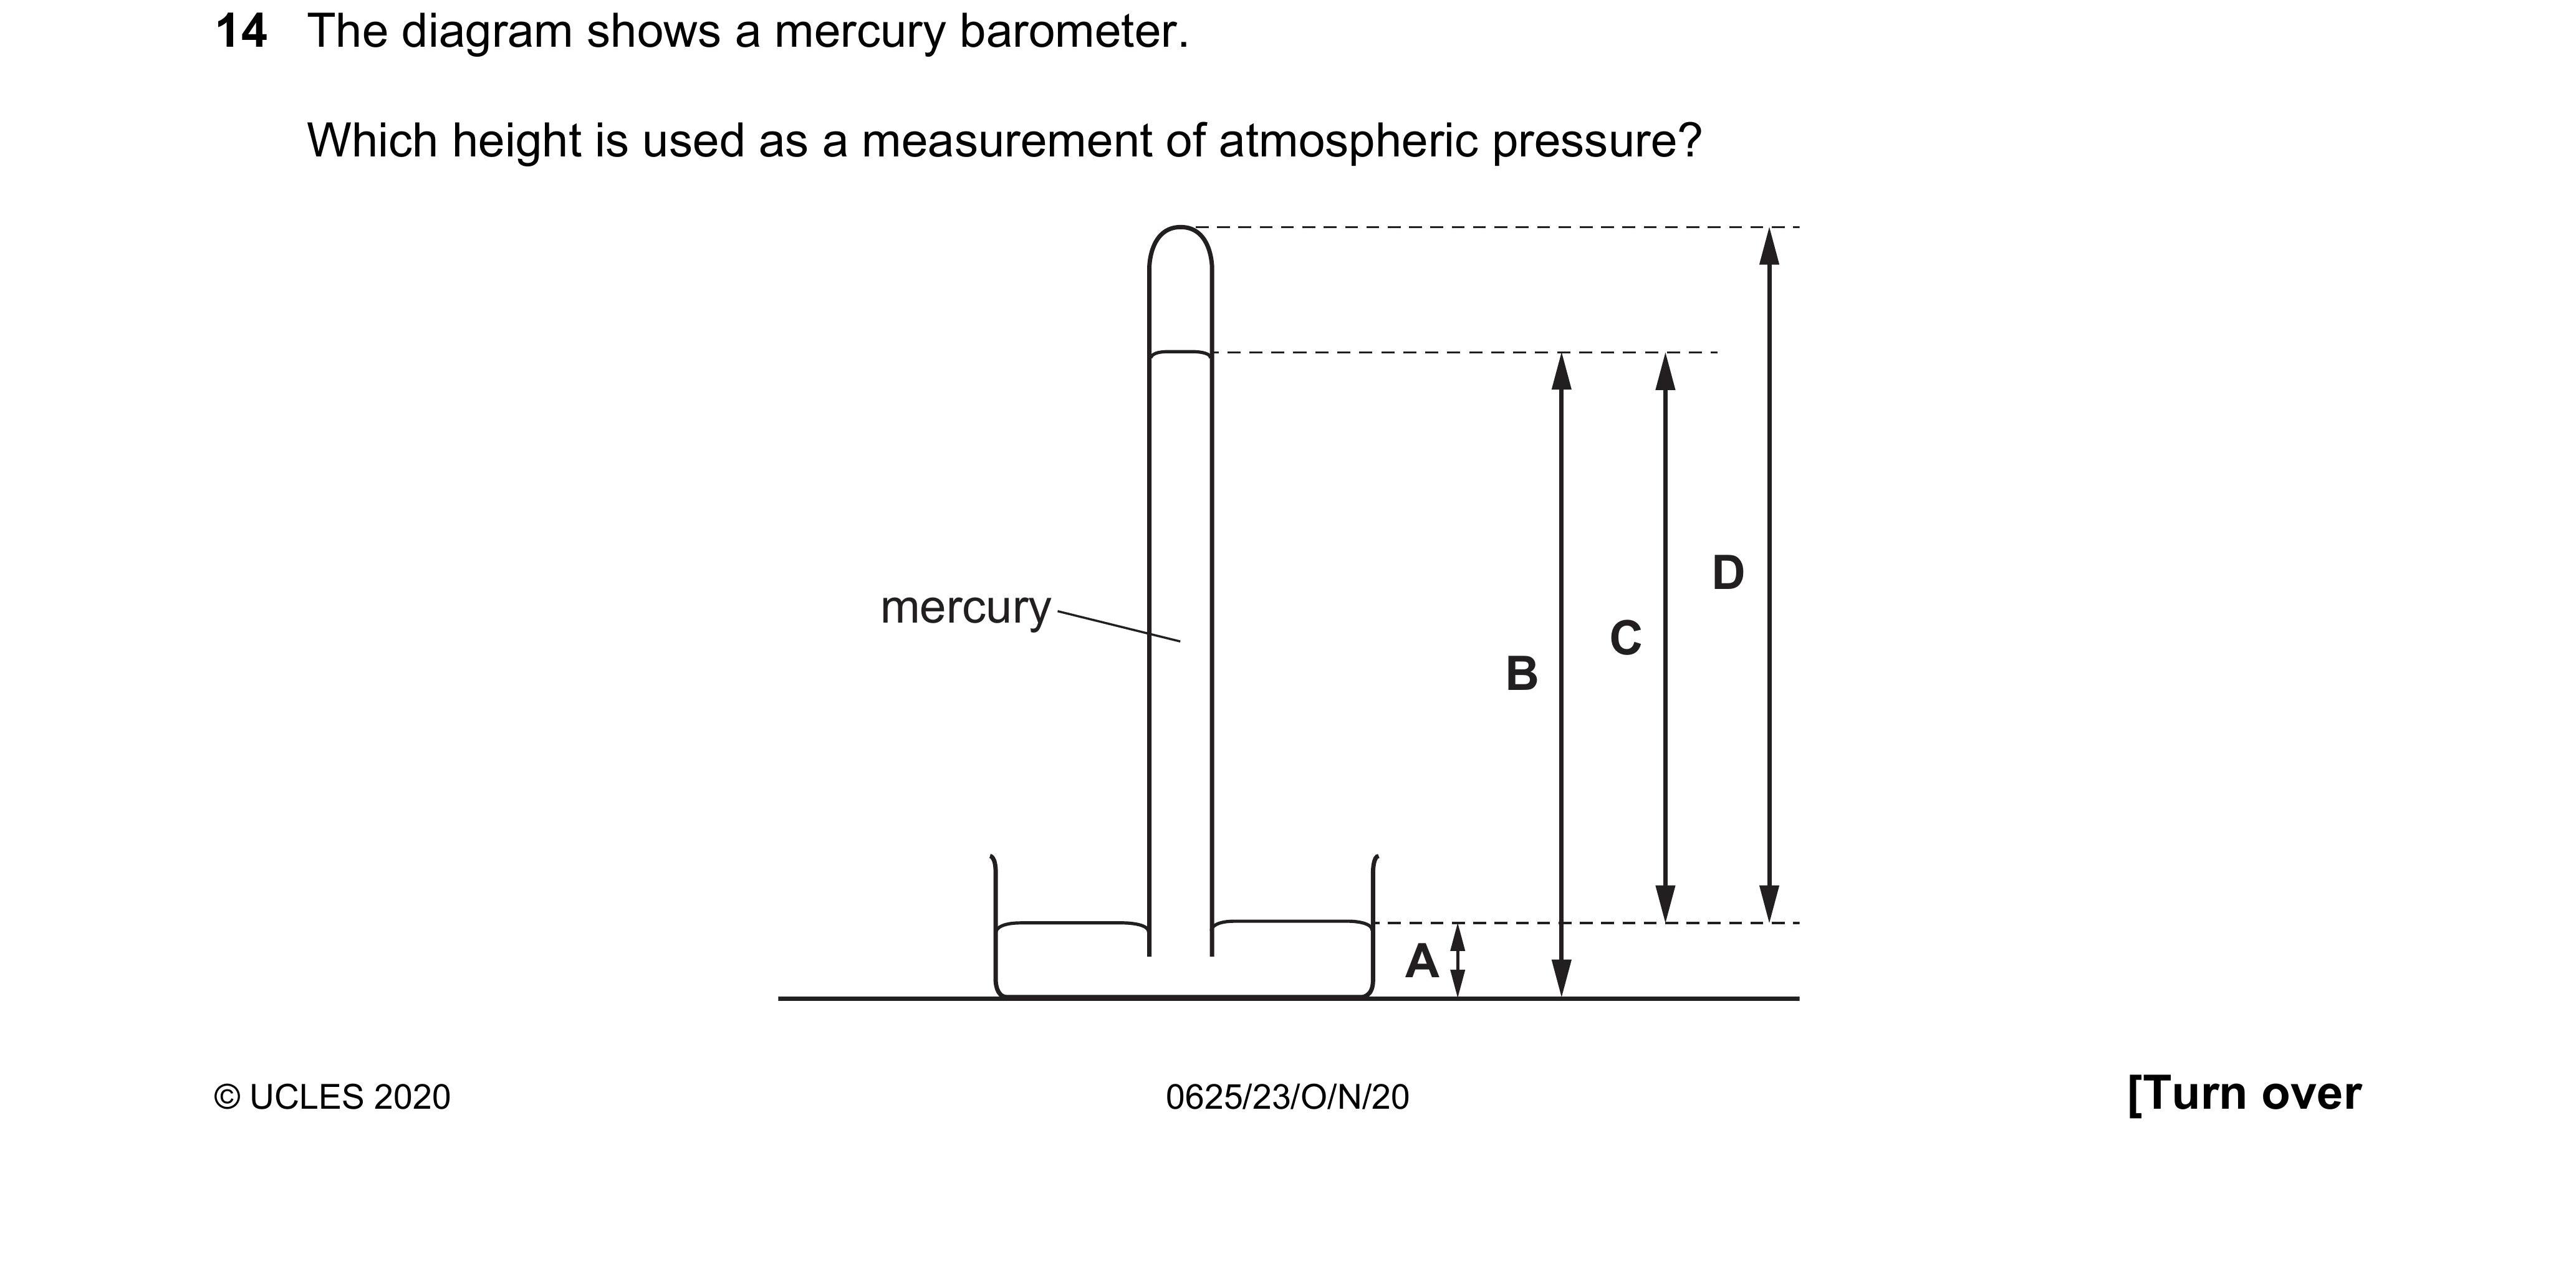 14 The diagram shows a mercury barometer.
Which height is used as a measurement of atmospheric pressure?
D
mercury
C
B
A
© UCLES 2020 0625/23/O/N/20 [Turn over